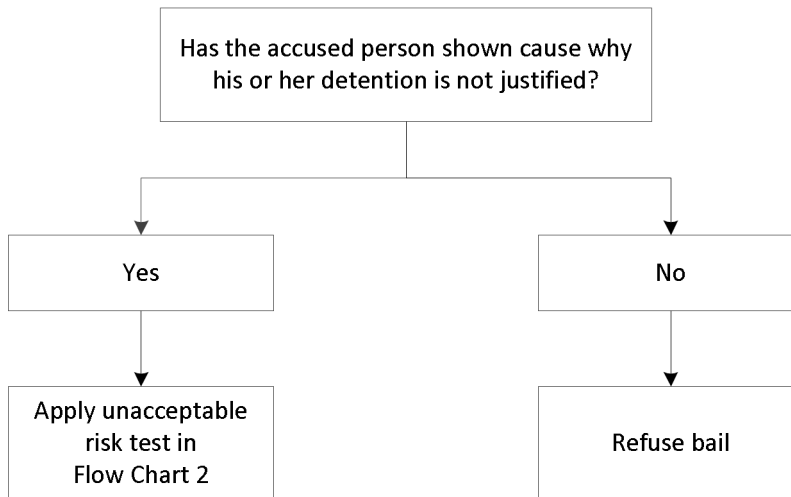 Has the accused person shown cause why
his or her detention is not justified?
Yes
No
Apply unacceptable
risk test in
Flow Chart 2
Refuse bail